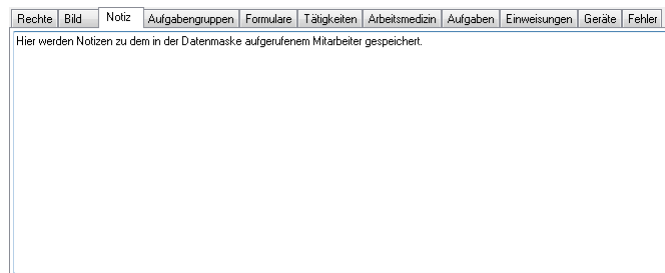 Rechte Bild Notiz Aufgabengruppen Formulare Tätigkeiten Arbeitsmedizin Aufgaben Einweisungen Geräte Fehler
Hier werden Notizen zu dem in der Datenmaske aufgerufenem Mitarbeiter gespeichert.